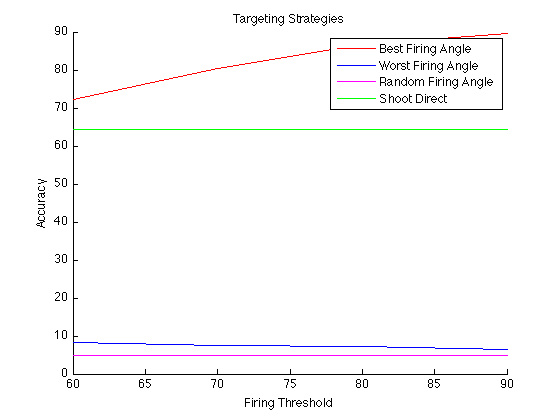 Targeting Strategies
90
80
70
60
50
40
30
20
10
0
Accuracy
Best Firing Angle
Worst Firing Angle
Random Firing Angle
Shoot Direct
60 65 70 75 80 85 90
Firing Threshold